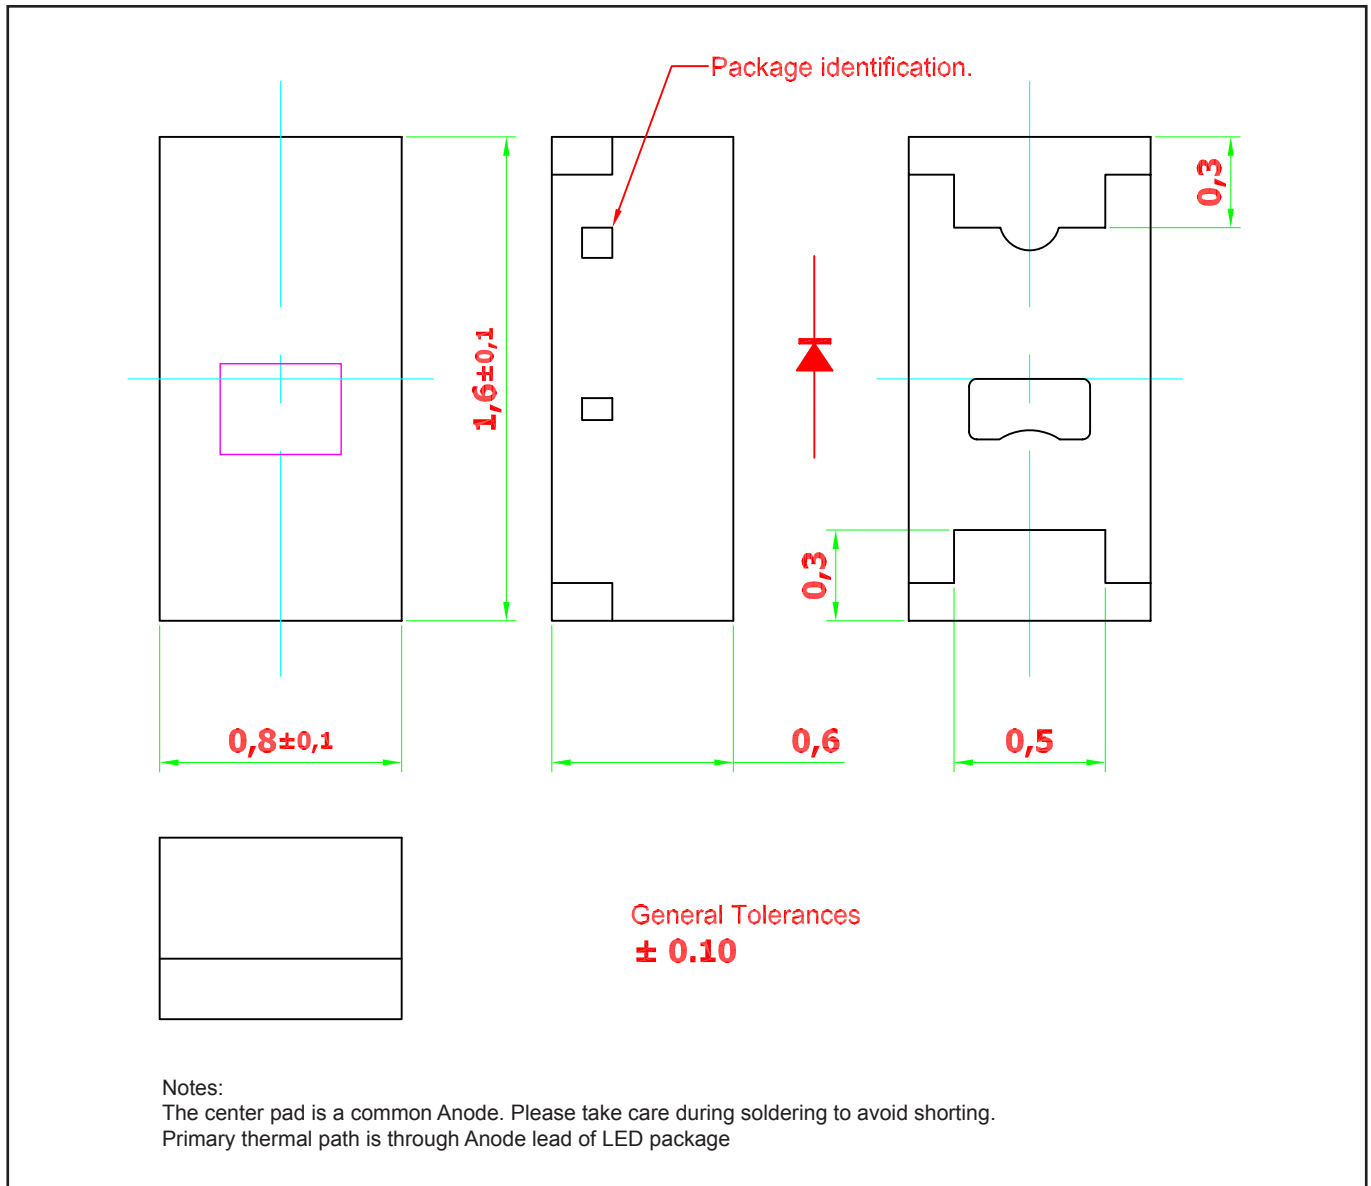 Package identification.
0,3
1,6±0,1
0,3
0,8±0,1
0,6
0,5
General Tolerances
± 0.10
Notes:
The center pad is a common Anode. Please take care during soldering to avoid shorting.
Primary thermal path is through Anode lead of LED package